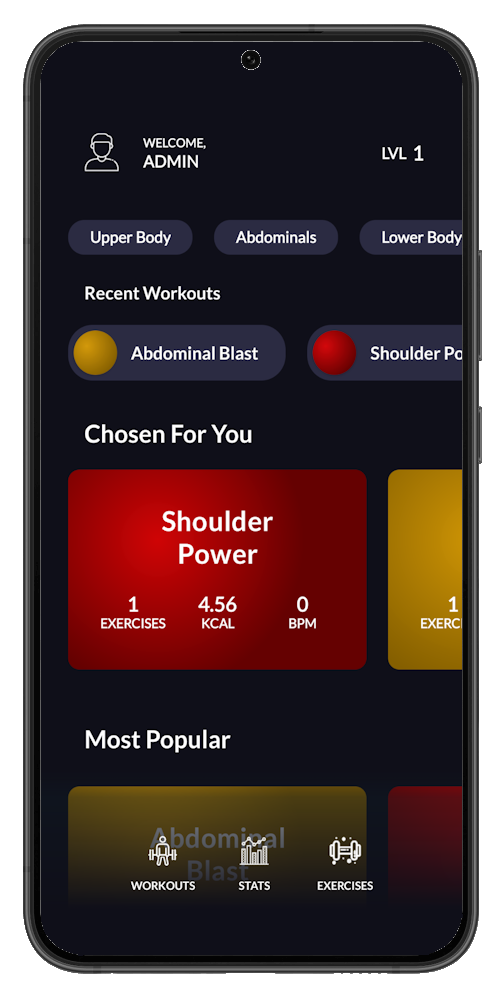 WELCOME,
ADMIN
LVL 1
Upper Body
Abdominals
Lower Body
Recent Workouts
Abdominal Blast
Shoulder Po
Chosen For You
Shoulder
Power
1
EXERCISES
4.56
KCAL
0
BPM
1
EXERC
Most Popular
Abdominal
Blast
WORKOUTS
STATS
EXERCISES